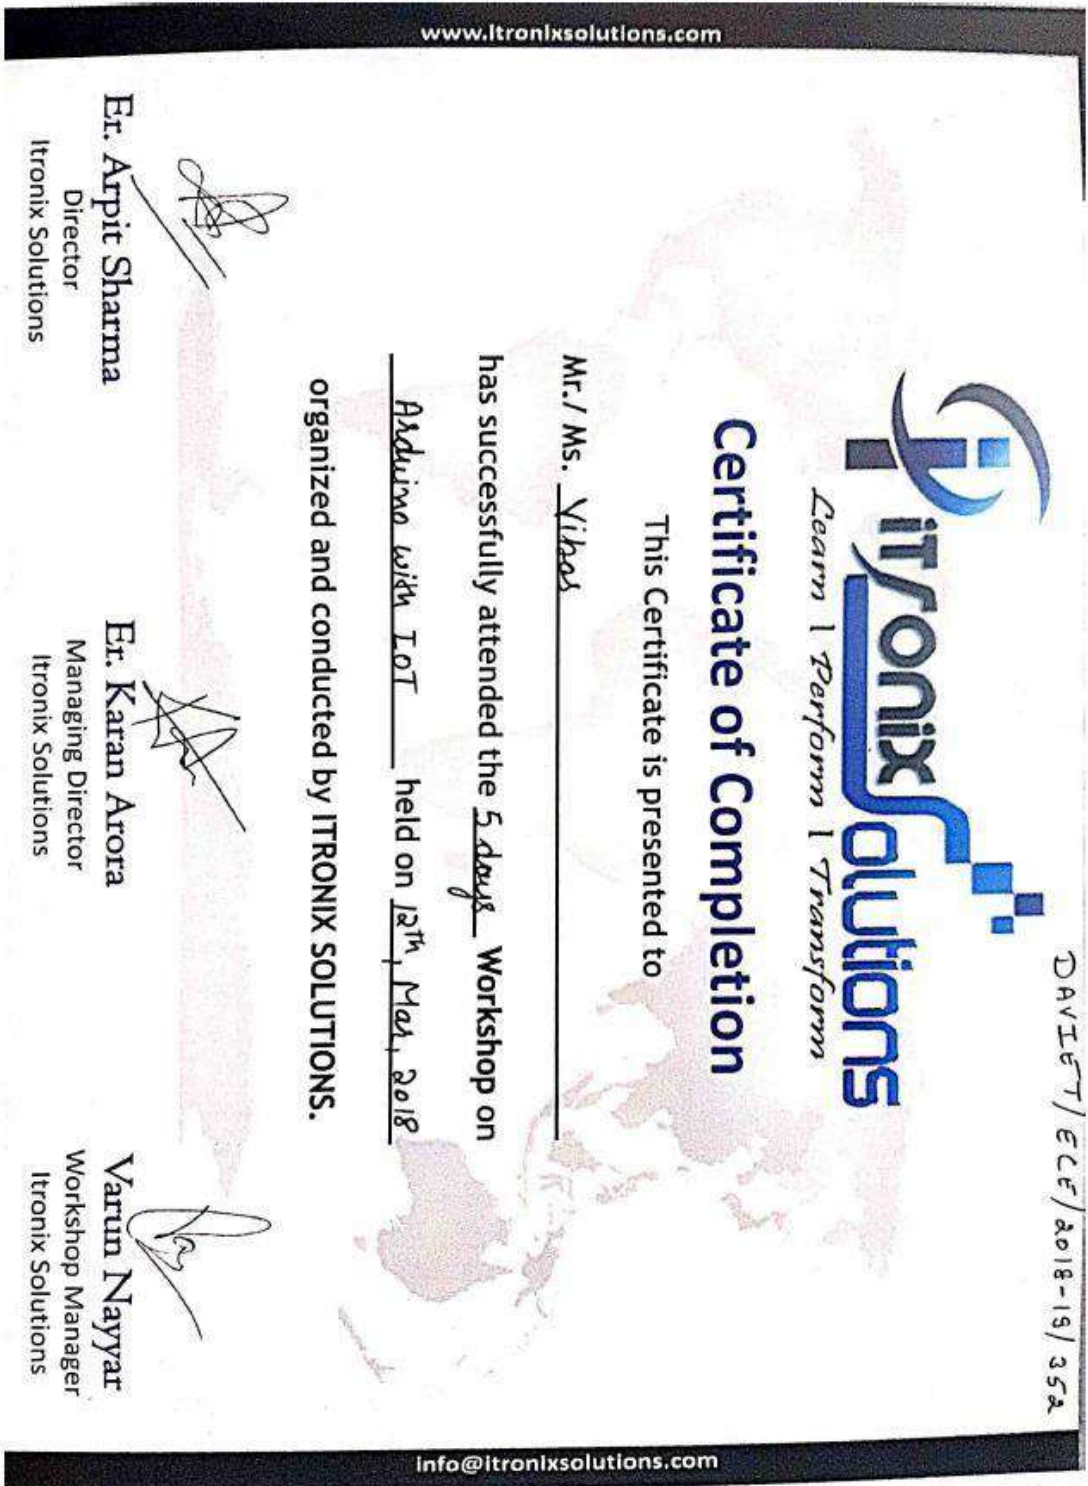 DAVIET/ECE/2018-19/352
iTronix Solutions
Learn | Perform | Transform
Certificate of Completion
This Certificate is presented to
Mr./ Ms. Vibas
has successfully attended the 5 days Workshop on
Arduino with IoT held on 12th, Mar, 2018
organized and conducted by ITRONIX SOLUTIONS.
Er. Arpit Sharma
Director
Itronix Solutions
Er. Karan Arora
Managing Director
Itronix Solutions
Varun Nayyar
Workshop Manager
Itronix Solutions
www.itronixsolutions.com
info@itronixsolutions.com